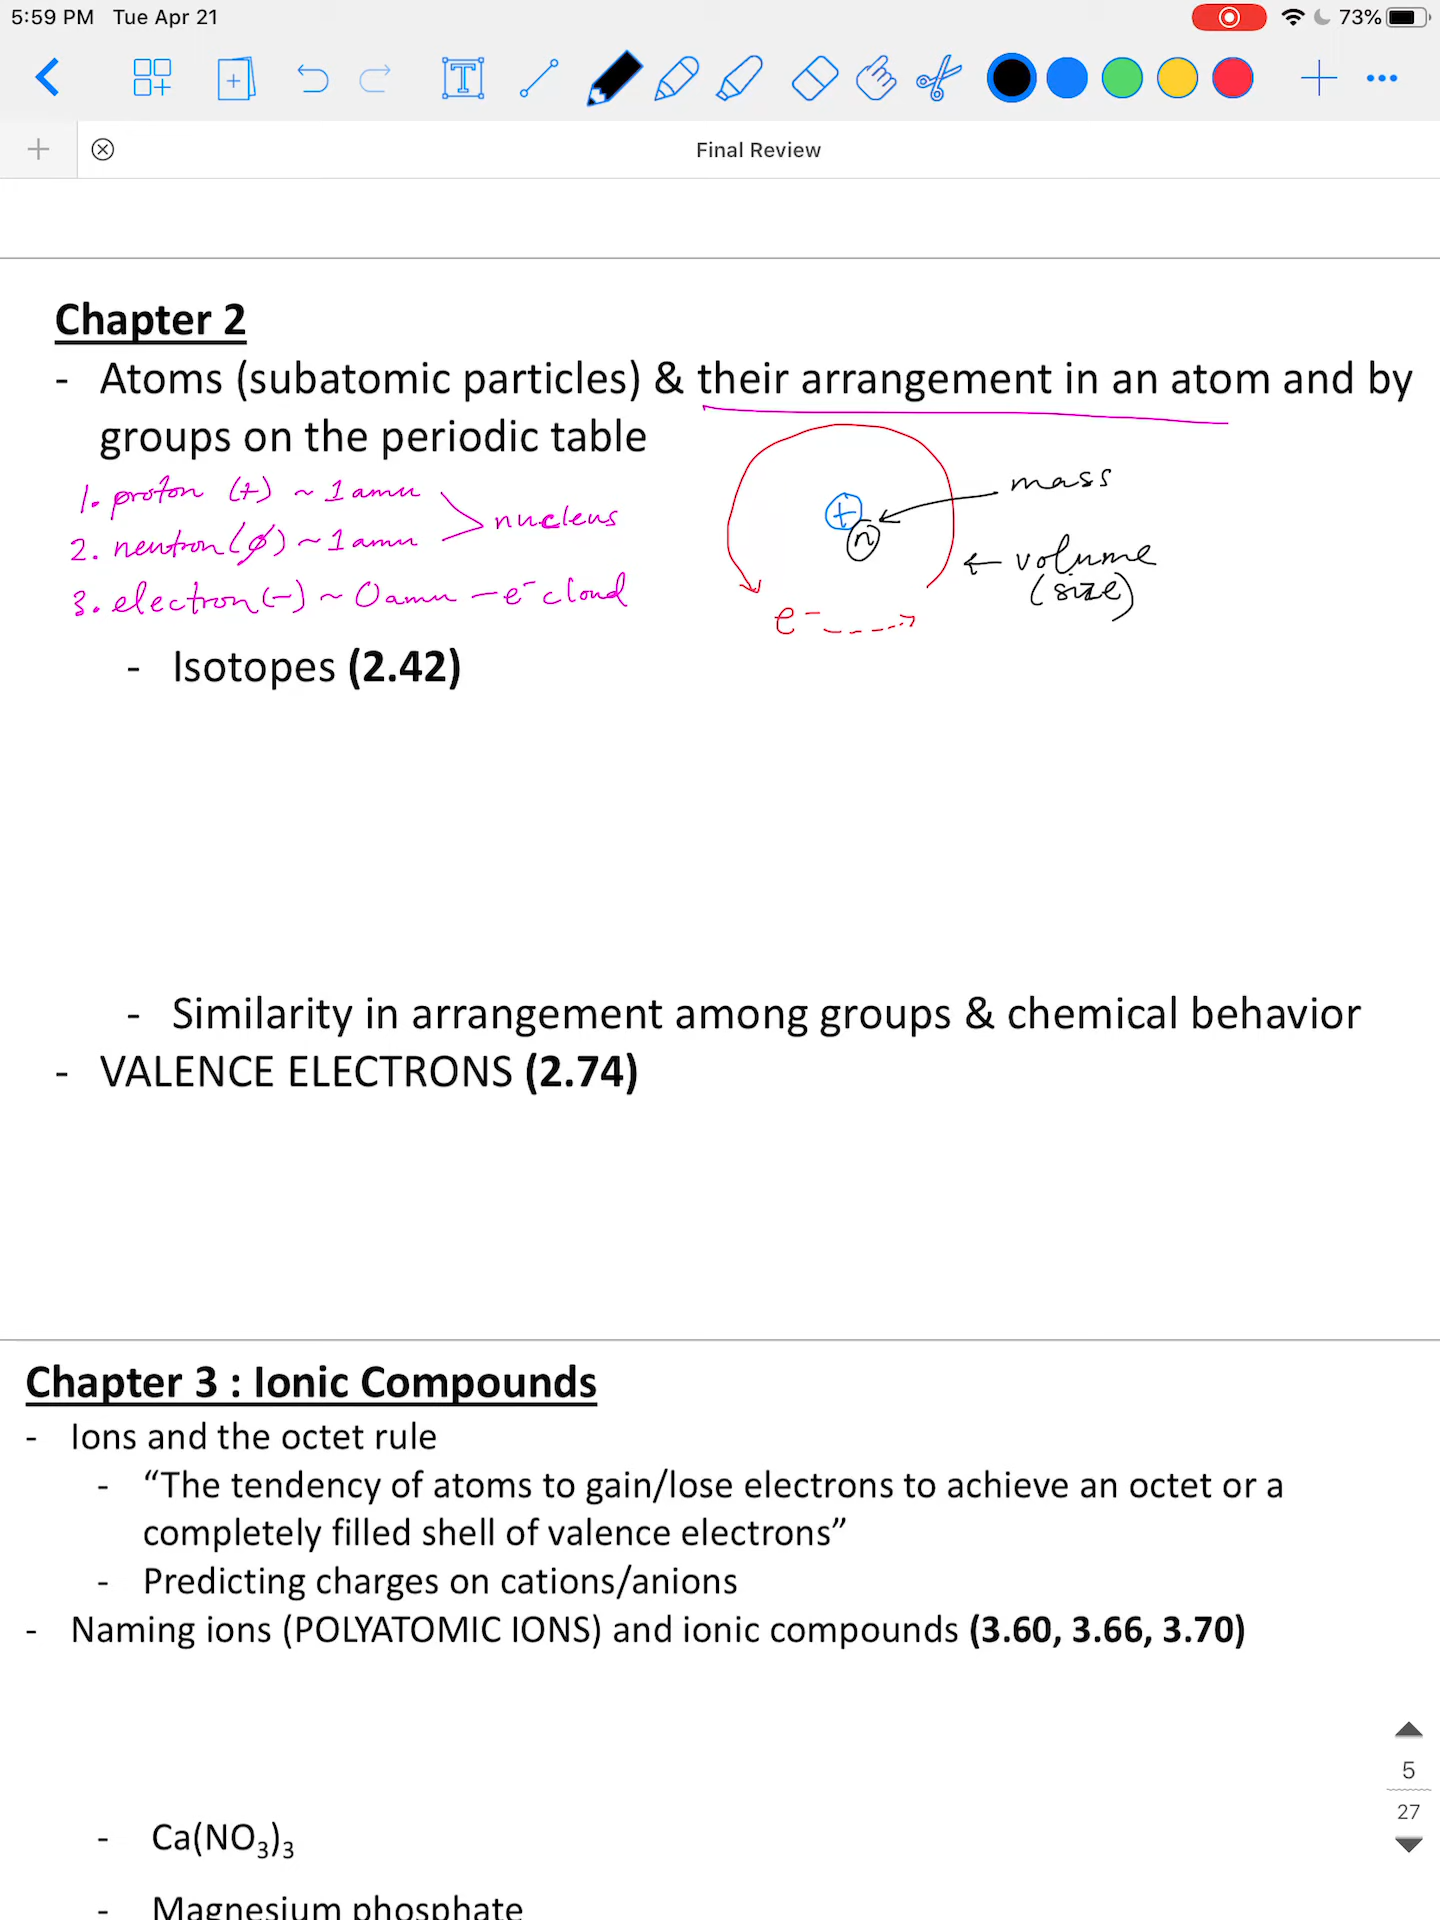 5:59 PM Tue Apr 21
73%
Final Review
Chapter 2
- Atoms (subatomic particles) & their arrangement in an atom and by
groups on the periodic table
1. proton (+) ~ 1 amu
2. neutron (∅) ~ 1 amu
nucleus
3. electron (-) ~ 0 amu - e⁻ cloud
+
n
mass
← volume
(size)
e⁻
- Isotopes (2.42)
- Similarity in arrangement among groups & chemical behavior
- VALENCE ELECTRONS (2.74)
Chapter 3 : Ionic Compounds
- Ions and the octet rule
- “The tendency of atoms to gain/lose electrons to achieve an octet or a
completely filled shell of valence electrons”
- Predicting charges on cations/anions
- Naming ions (POLYATOMIC IONS) and ionic compounds (3.60, 3.66, 3.70)
- Ca(NO₃)₃
- Magnesium phosphate
5
27